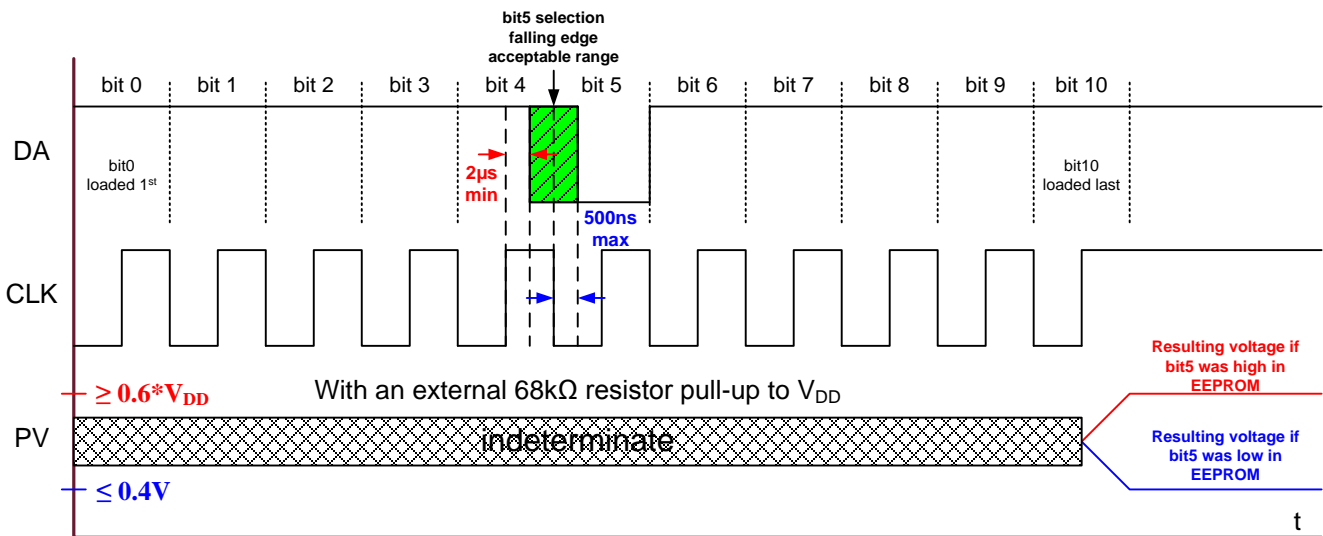 bit5 selection
falling edge
acceptable range
bit 0 bit 1 bit 2 bit 3 bit 4 bit 5 bit 6 bit 7 bit 8 bit 9 bit 10
DA
bit0
loaded 1st
2µs
min
bit10
loaded last
500ns
max
CLK
Resulting voltage if
bit5 was high in
EEPROM
≥ 0.6*VDD
With an external 68kΩ resistor pull-up to VDD
PV
indeterminate
Resulting voltage if
bit5 was low in
EEPROM
≤ 0.4V
t